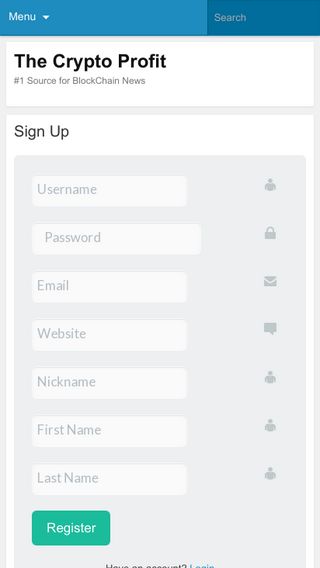 Menu
Search
The Crypto Profit
#1 Source for BlockChain News
Sign Up
Username
Password
Email
Website
Nickname
First Name
Last Name
Register
Have an account? Login